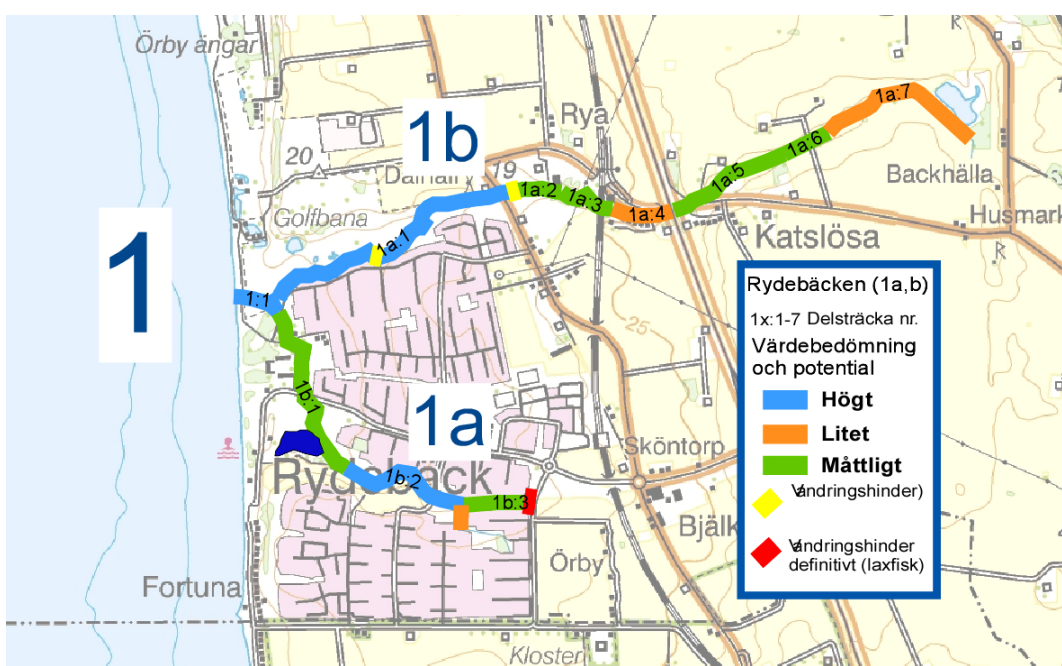 Örby ängar
1b
Rya
1a:7
20
19
1a:6
Backhälla
1a:2
1a:5
Golfbana
1a:3
1a:4
Husmark
1
1a:1
Katslösa
1:1
25
Rydebäcken (1a,b)
1x:1-7 Delsträcka nr.
Värdebedömning
och potential
Högt
Litet
Måttligt
Vandringshinder)
Vandringshinder
definitivt (laxfisk)
1b:1
1a
Sköntorp
Rydebäck
1b:2
1b:3
Bjälk
Örby
Fortuna
Klosterl